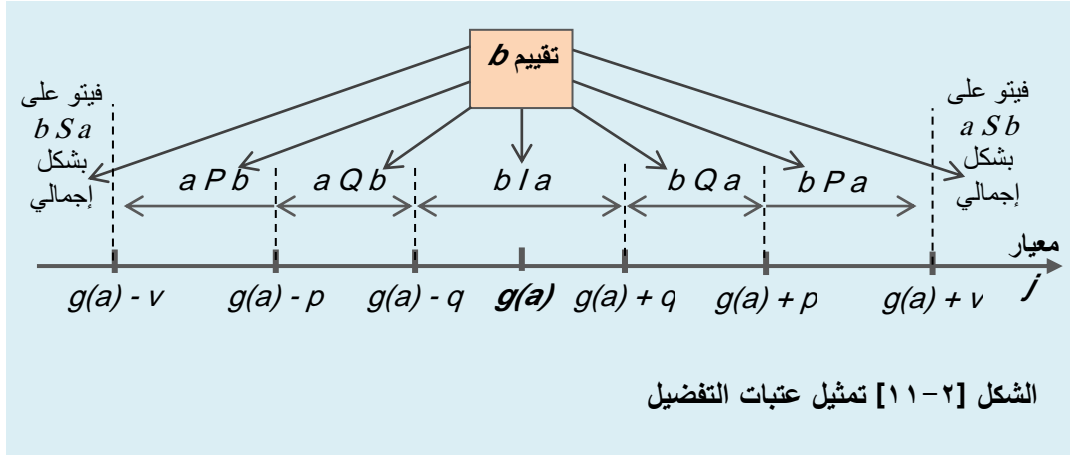 تقييم b
فيتو على
b S a
بشكل
إجمالي
فيتو على
a S b
بشكل
إجمالي
a P b
a Q b
b I a
b Q a
b P a
معيار
j
g(a) - v
g(a) - p
g(a) - q
g(a)
g(a) + q
g(a) + p
g(a) + v
الشكل [٢-١١] تمثيل عتبات التفضيل